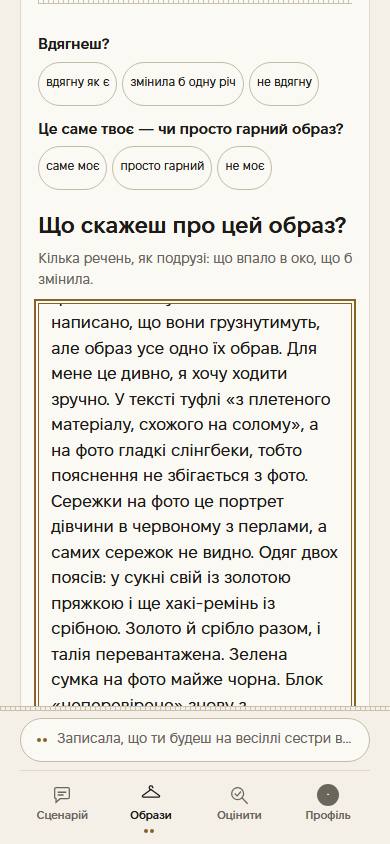 Вдягнеш?
вдягну як є
змінила б одну річ
не вдягну
Це саме твоє — чи просто гарний образ?
саме моє
просто гарний
не моє
Що скажеш про цей образ?
Кілька речень, як подрузі: що впало в око, що б
змінила.
написано, що вони грузнутимуть,
але образ усе одно їх обрав. Для
мене це дивно, я хочу ходити
зручно. У тексті туфлі «з плетеного
матеріалу, схожого на солому», а
на фото гладкі слінгбеки, тобто
пояснення не збігається з фото.
Сережки на фото це портрет
дівчини в червоному з перлами, а
самих сережок не видно. Одяг двох
поясів: у сукні свій із золотою
пряжкою і ще хакі-ремінь із
срібною. Золото й срібло разом, і
талія перевантажена. Зелена
сумка на фото майже чорна. Блок
«неперевірено» знову з
Записала, що ти будеш на весіллі сестри в...
Сценарій
Образи
Оцінити
Профіль